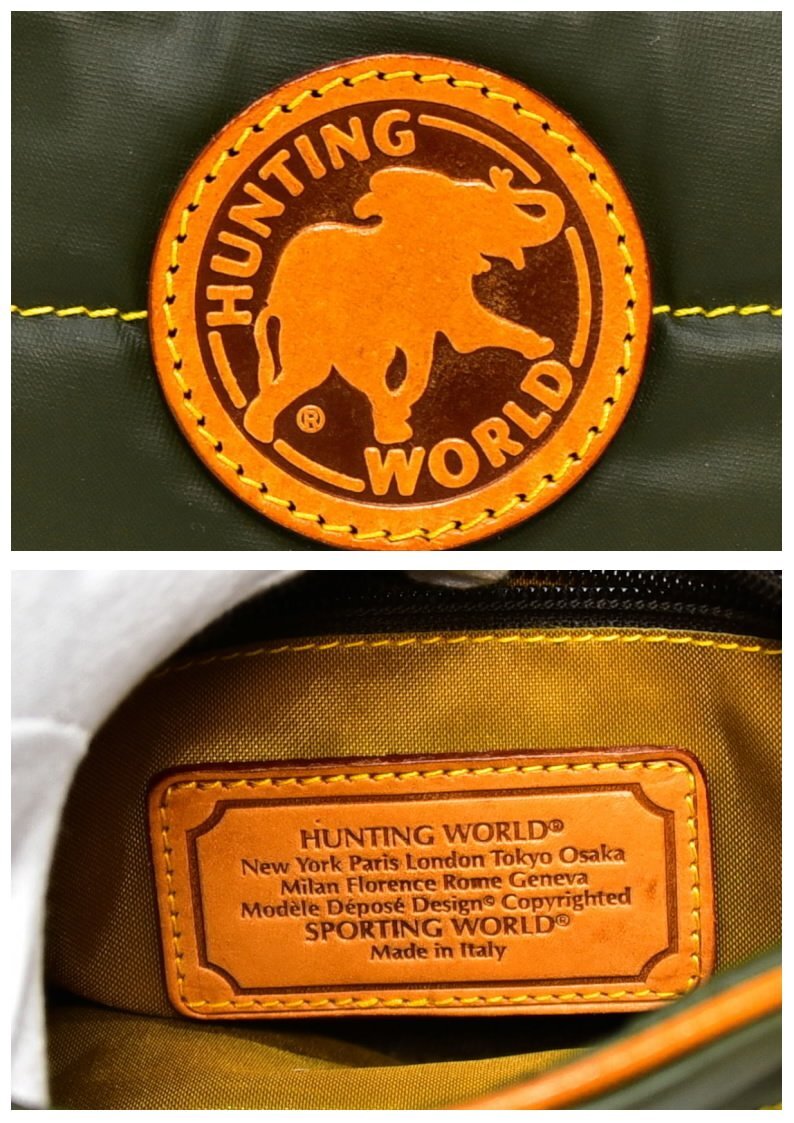 HUNTING
WORLD
®
HUNTING WORLD®
New York Paris London Tokyo Osaka
Milan Florence Rome Geneva
Modèle Déposé Design© Copyrighted
SPORTING WORLD®
Made in Italy